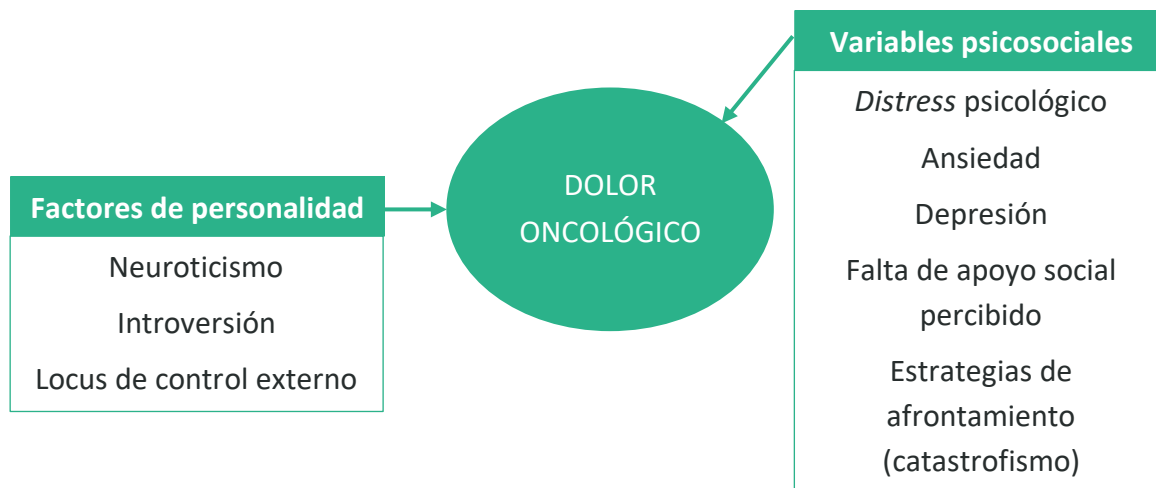 Factores de personalidad
Neuroticismo
Introversión
Locus de control externo
DOLOR
ONCOLÓGICO
Variables psicosociales
Distress psicológico
Ansiedad
Depresión
Falta de apoyo social
percibido
Estrategias de
afrontamiento
(catastrofismo)